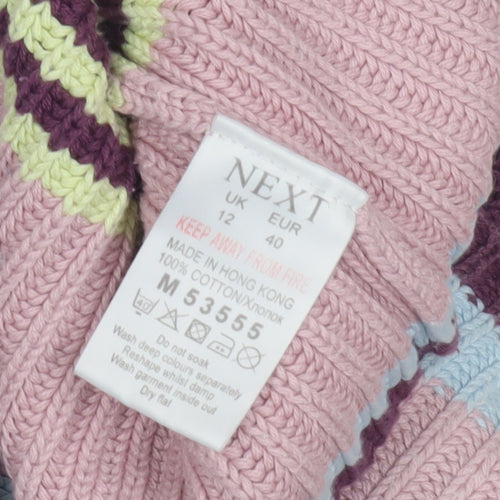 NEXT
UK EUR
12 40
KEEP AWAY FROM FIRE
MADE IN HONG KONG
100% COTTON/Хлопок
M 53555
40
Do not soak
Wash deep colours separately
Reshape whilst damp
Wash garment inside out
Dry flat